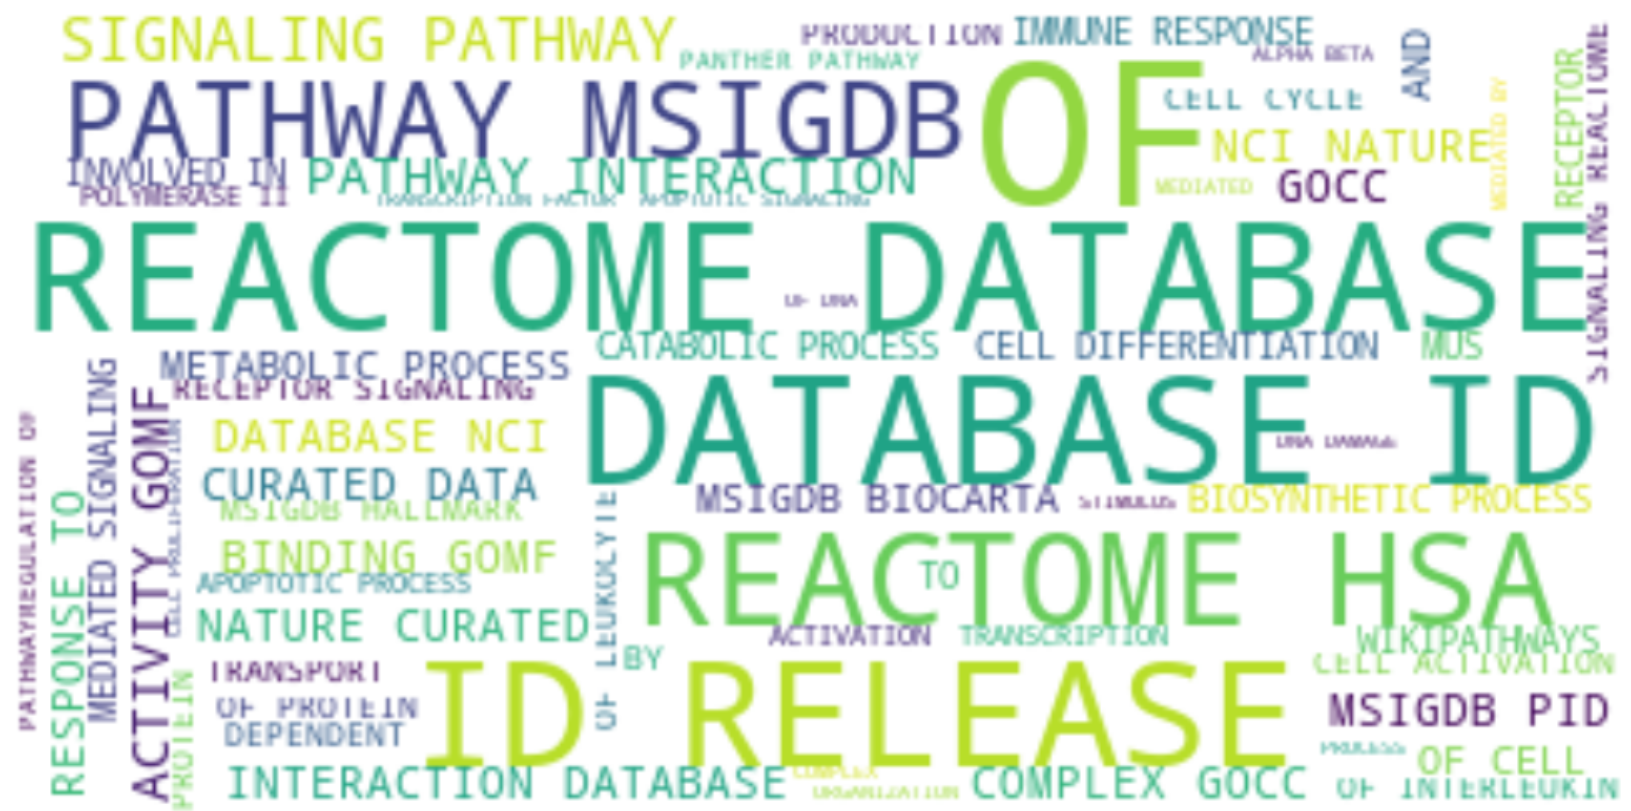 SIGNALING PATHWAY
PRODUCTION
IMMUNE RESPONSE
PANTHER PATHWAY
ALPHA BETA
AND
PATHWAY MSIGDB
OF
CELL CYCLE
MEDIATED BY
RECEPTOR
SIGNALING REACTOME
NCI NATURE
INVOLVED IN
PATHWAY INTERACTION
MEDIATED
GOCC
POLYMERASE II
TRANSCRIPTION FACTOR
APOPTOTIC SIGNALING
REACTOME DATABASE
OF DNA
CATABOLIC PROCESS
CELL DIFFERENTIATION
MUS
METABOLIC PROCESS
RECEPTOR SIGNALING
DATABASE ID
DNA DAMAGE
DATABASE NCI
CURATED DATA
MSIGDB BIOCARTA
STIMULUS
BIOSYNTHETIC PROCESS
MSIGDB HALLMARK
BINDING GOMF
REACTOME HSA
TO
APOPTOTIC PROCESS
NATURE CURATED
ACTIVATION
TRANSCRIPTION
WIKIPATHWAYS
PATHWAYREGULATION OF
RESPONSE TO
MEDIATED SIGNALING
ACTIVITY GOMF
CELL PROLIFERATION
PROTEIN
OF LEUKOCYTE
BY
CELL ACTIVATION
TRANSPORT
ID RELEASE
OF PROTEIN
MSIGDB PID
DEPENDENT
PROCESS
OF CELL
INTERACTION DATABASE
COMPLEX
ORGANIZATION
COMPLEX GOCC
OF INTERLEUKIN